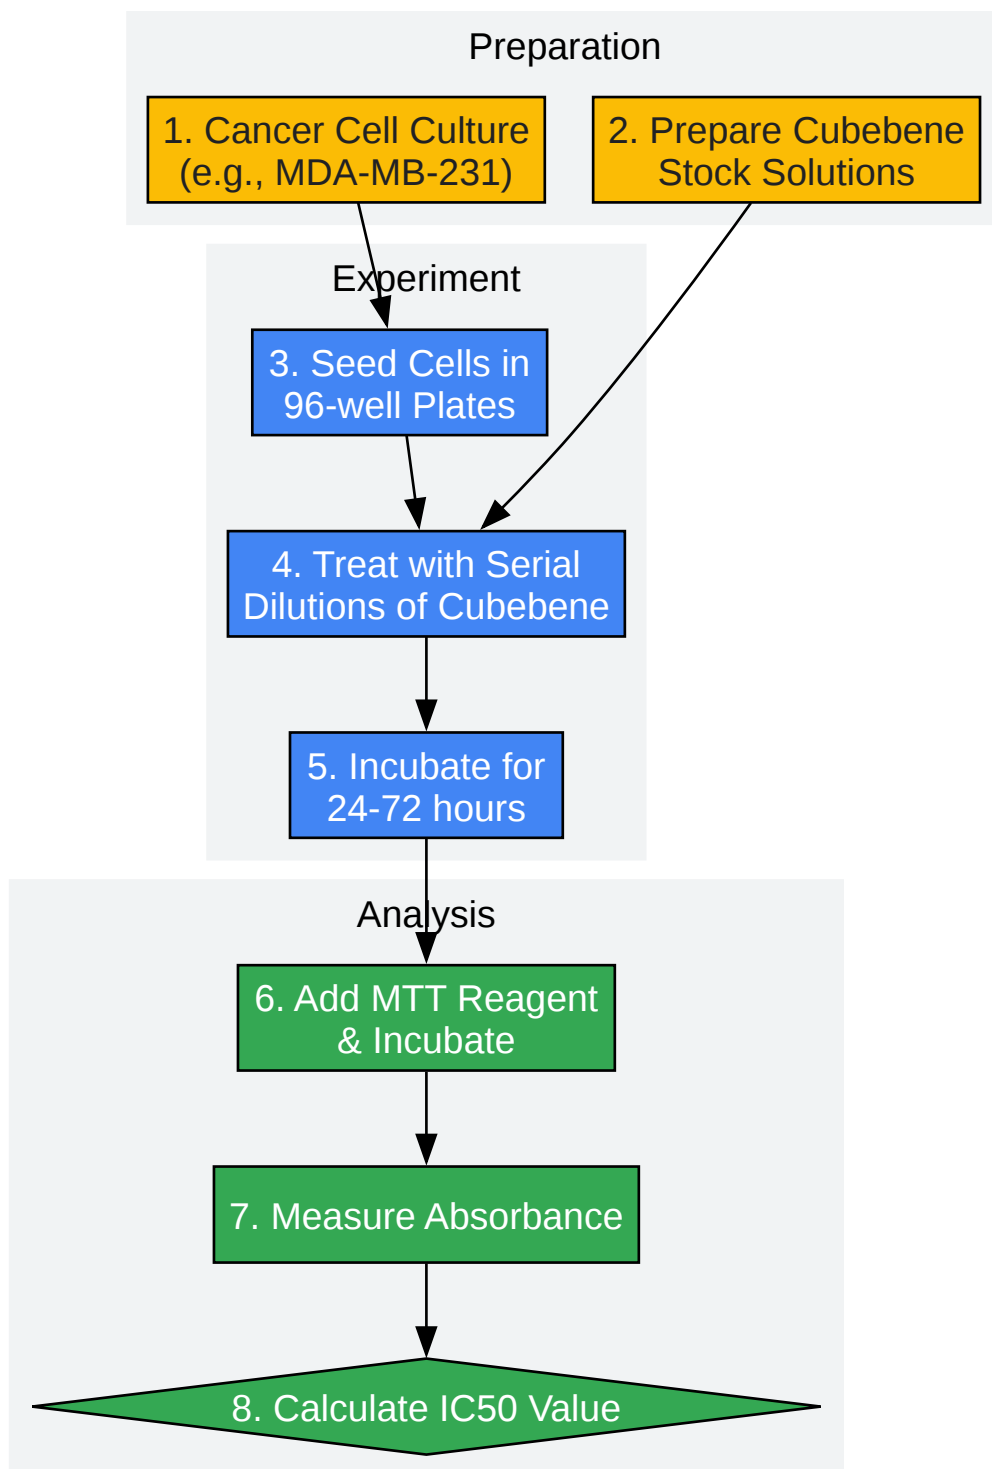 Preparation
1. Cancer Cell Culture
(e.g., MDA-MB-231)
2. Prepare Cubebene
Stock Solutions
Experiment
3. Seed Cells in
96-well Plates
4. Treat with Serial
Dilutions of Cubebene
5. Incubate for
24-72 hours
Analysis
6. Add MTT Reagent
& Incubate
7. Measure Absorbance
8. Calculate IC50 Value